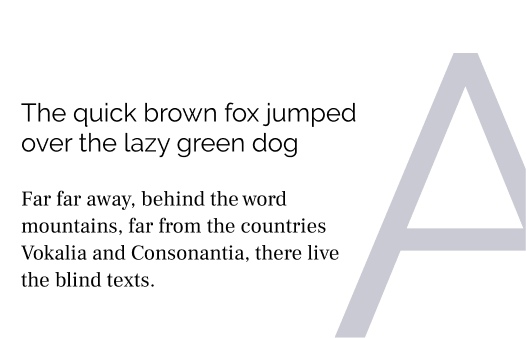 The quick brown fox jumped
over the lazy green dog
Far far away, behind the word
mountains, far from the countries
Vokalia and Consonantia, there live
the blind texts.
A